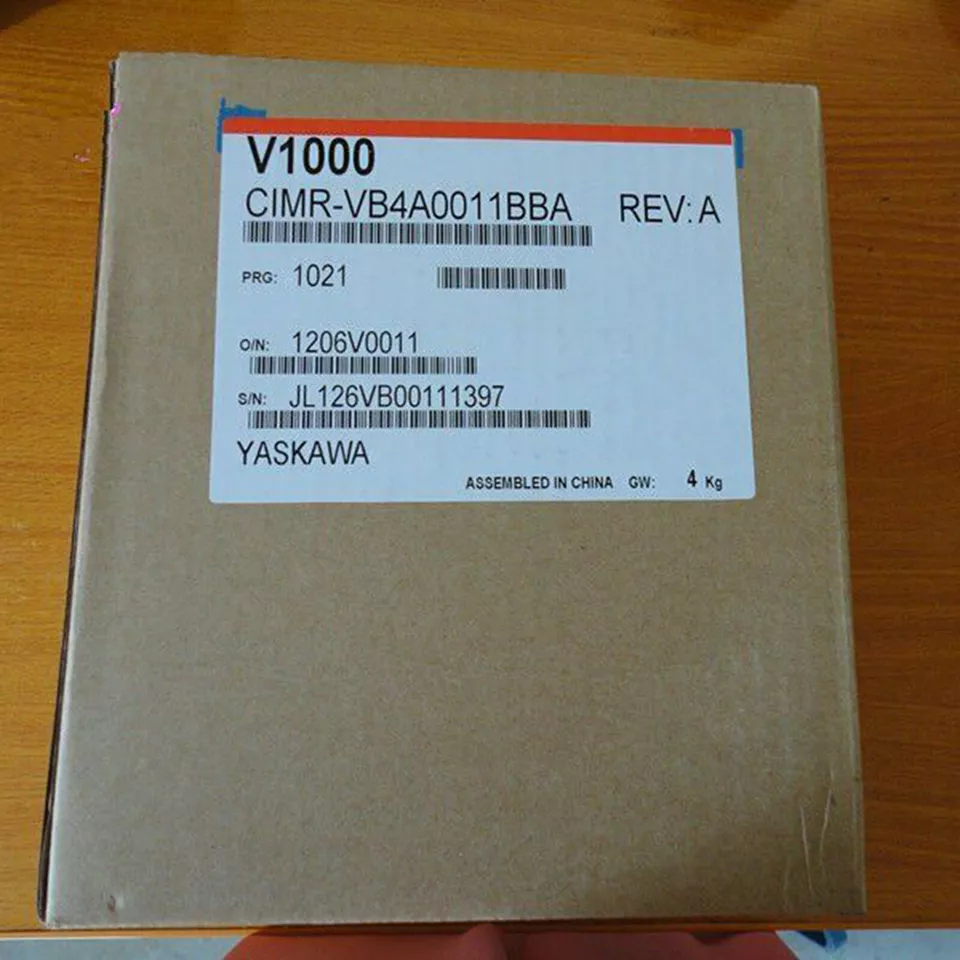 V1000
CIMR-VB4A0011BBA REV: A
PRG: 1021
O/N: 1206V0011
S/N: JL126VB00111397
YASKAWA
ASSEMBLED IN CHINA GW: 4 Kg